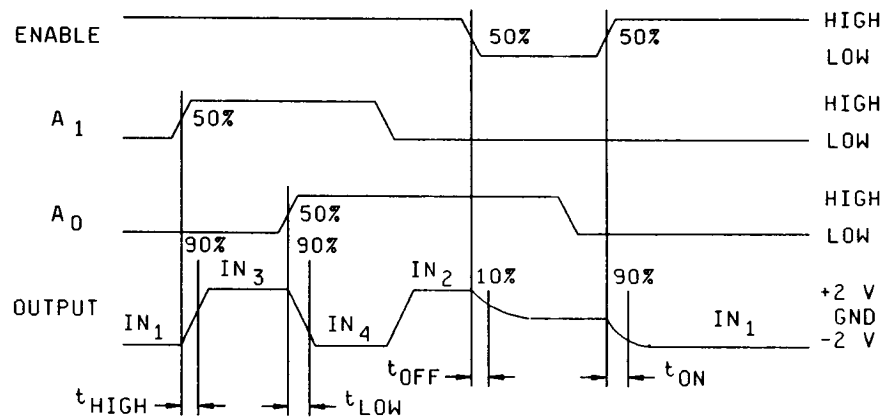 ENABLE 50% 50% HIGH
LOW
A1 50% HIGH
LOW
A0 50% HIGH
LOW
90% IN3 90% IN2 10% 90% +2 V
OUTPUT IN1 IN4 IN1 GND
-2 V
tHIGH tLOW tOFF tON